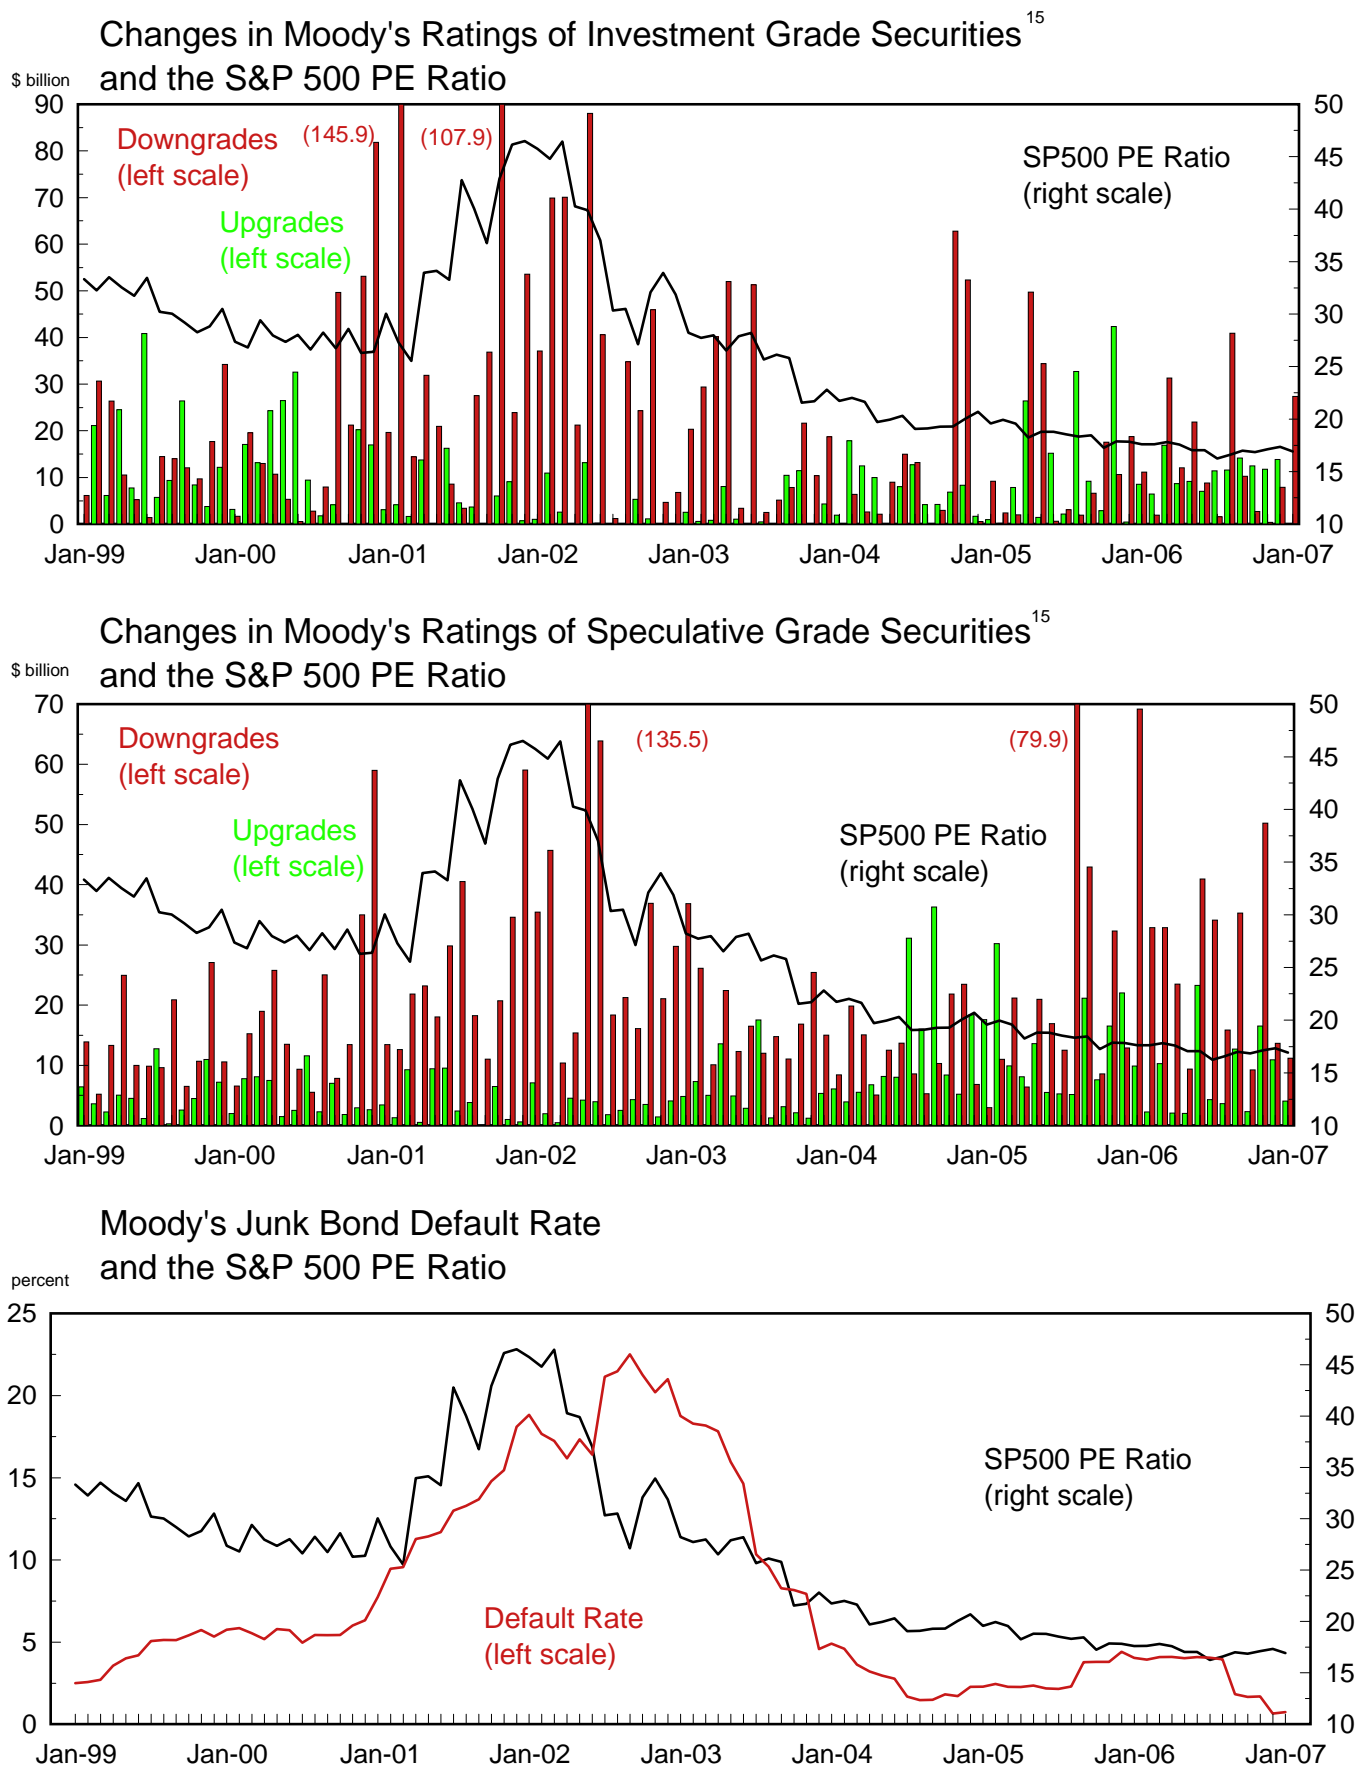 Changes in Moody's Ratings of Investment Grade Securities 15
and the S&P 500 PE Ratio
$ billion
90
80
70
60
50
40
30
20
10
0
50
45
40
35
30
25
20
15
10
Downgrades
(left scale)
(145.9)
(107.9)
Upgrades
(left scale)
SP500 PE Ratio
(right scale)
Jan-99 Jan-00 Jan-01 Jan-02 Jan-03 Jan-04 Jan-05 Jan-06 Jan-07
Changes in Moody's Ratings of Speculative Grade Securities 15
and the S&P 500 PE Ratio
$ billion
70
60
50
40
30
20
10
0
50
45
40
35
30
25
20
15
10
Downgrades
(left scale)
(135.5)
(79.9)
Upgrades
(left scale)
SP500 PE Ratio
(right scale)
Jan-99 Jan-00 Jan-01 Jan-02 Jan-03 Jan-04 Jan-05 Jan-06 Jan-07
Moody's Junk Bond Default Rate
and the S&P 500 PE Ratio
percent
25
20
15
10
5
0
50
45
40
35
30
25
20
15
10
SP500 PE Ratio
(right scale)
Default Rate
(left scale)
Jan-99 Jan-00 Jan-01 Jan-02 Jan-03 Jan-04 Jan-05 Jan-06 Jan-07